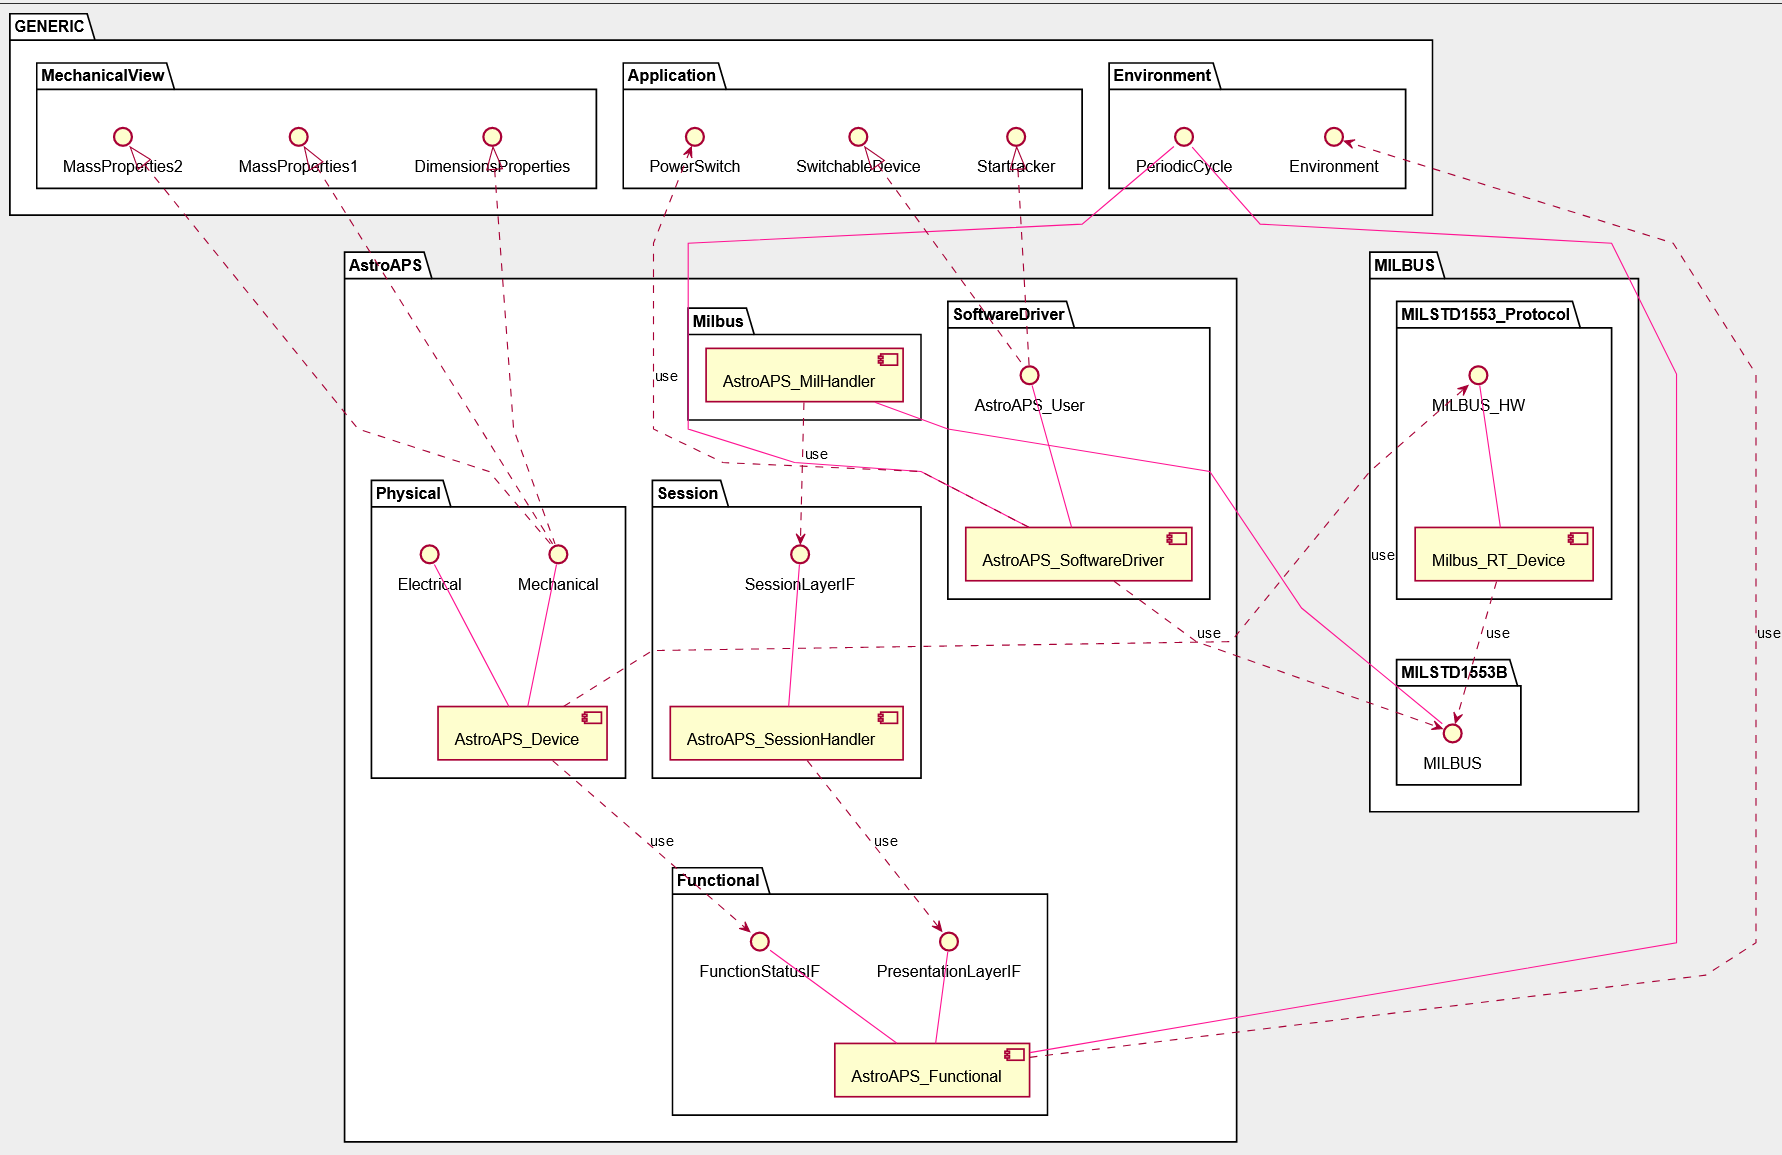 GENERIC
MechanicalView
Application
Environment
MassProperties2
MassProperties1
DimensionsProperties
PowerSwitch
SwitchableDevice
Startracker
PeriodicCycle
Environment
AstroAPS
MILBUS
Milbus
SoftwareDriver
MILSTD1553_Protocol
use
AstroAPS_MilHandler
AstroAPS_User
MILBUS_HW
use
Physical
Session
AstroAPS_SoftwareDriver
use
Milbus_RT_Device
Electrical
Mechanical
SessionLayerIF
use
use
use
MILSTD1553B
AstroAPS_Device
AstroAPS_SessionHandler
MILBUS
use
use
Functional
FunctionStatusIF
PresentationLayerIF
AstroAPS_Functional